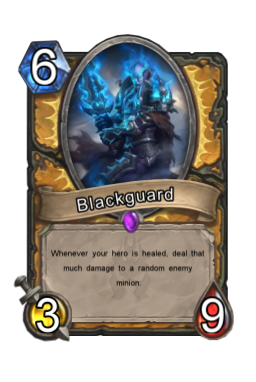 6
Blackguard
Whenever your hero is healed, deal that
much damage to a random enemy
minion.
3
9